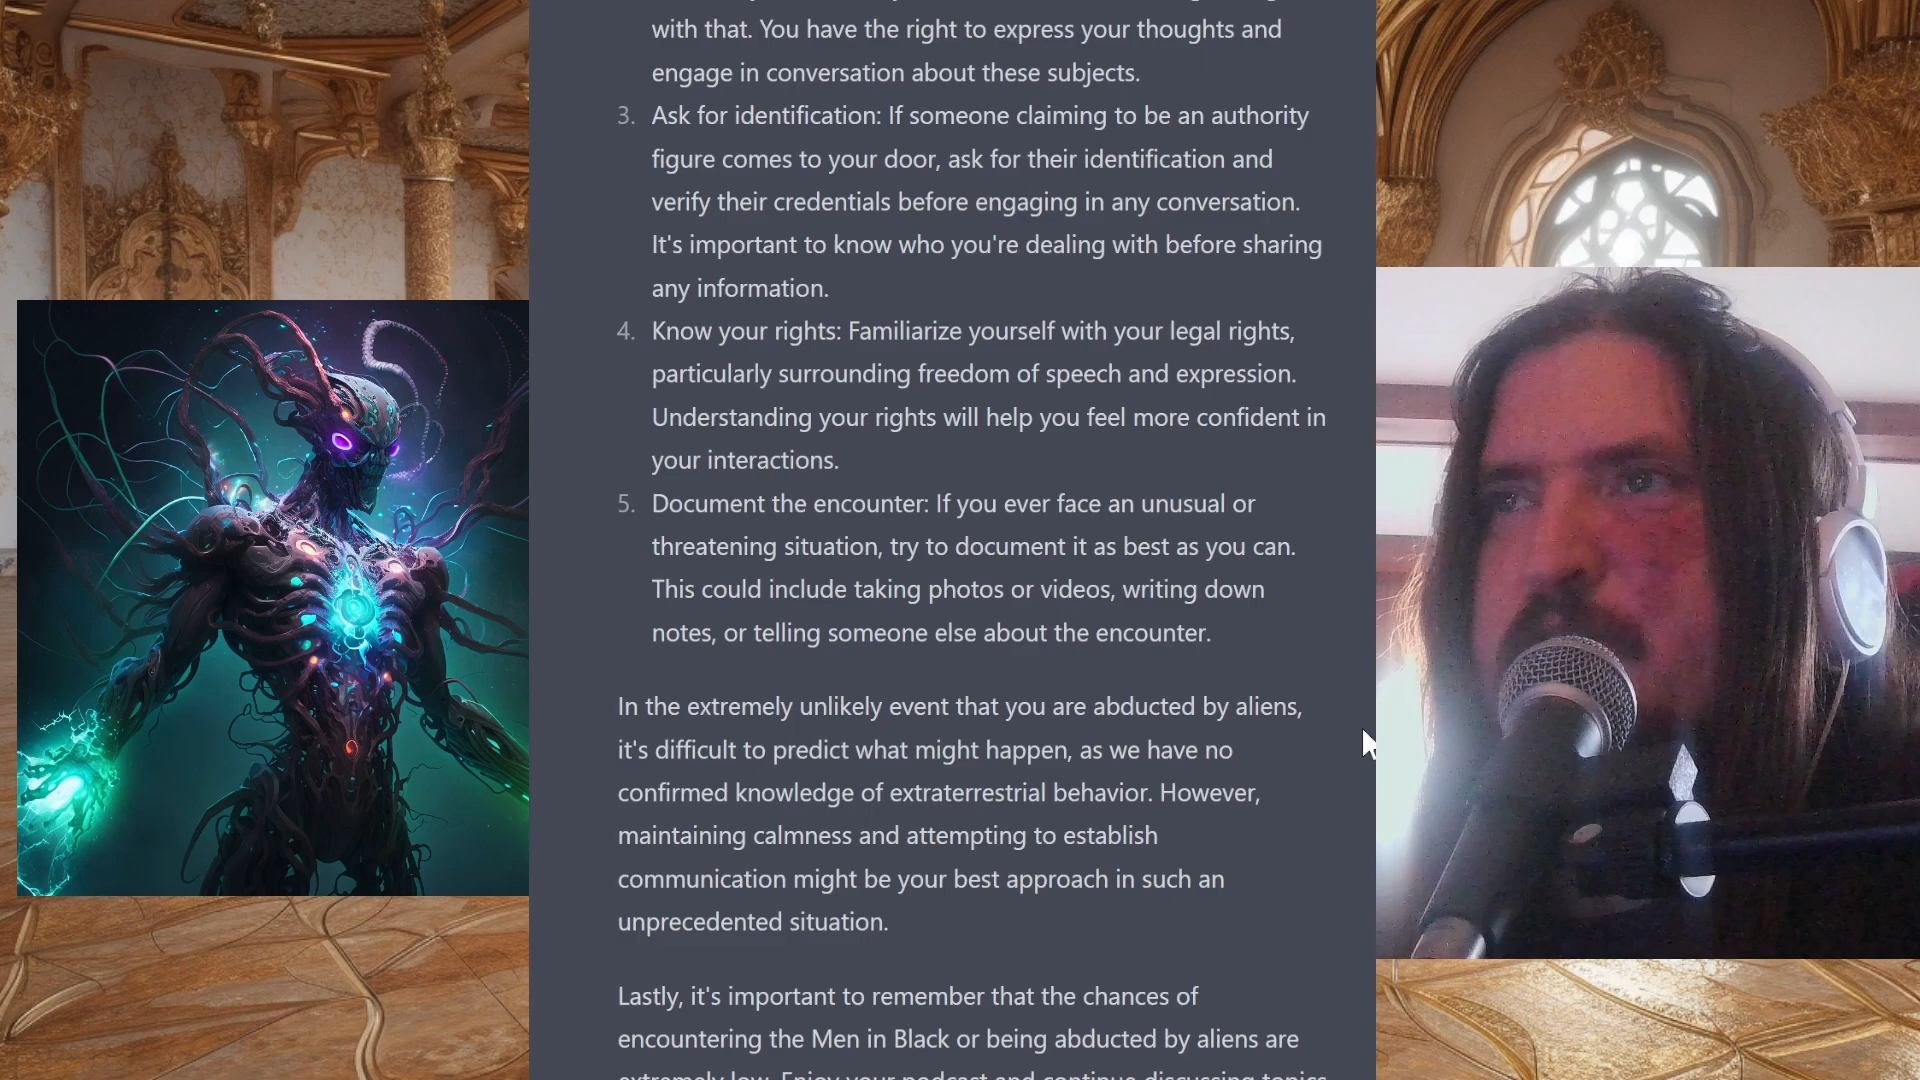 with that. You have the right to express your thoughts and
engage in conversation about these subjects.
3. Ask for identification: If someone claiming to be an authority
figure comes to your door, ask for their identification and
verify their credentials before engaging in any conversation.
It's important to know who you're dealing with before sharing
any information.
4. Know your rights: Familiarize yourself with your legal rights,
particularly surrounding freedom of speech and expression.
Understanding your rights will help you feel more confident in
your interactions.
5. Document the encounter: If you ever face an unusual or
threatening situation, try to document it as best as you can.
This could include taking photos or videos, writing down
notes, or telling someone else about the encounter.
In the extremely unlikely event that you are abducted by aliens,
it's difficult to predict what might happen, as we have no
confirmed knowledge of extraterrestrial behavior. However,
maintaining calmness and attempting to establish
communication might be your best approach in such an
unprecedented situation.
Lastly, it's important to remember that the chances of
encountering the Men in Black or being abducted by aliens are
extremely low. Enjoy your podcast and continue discussing topics